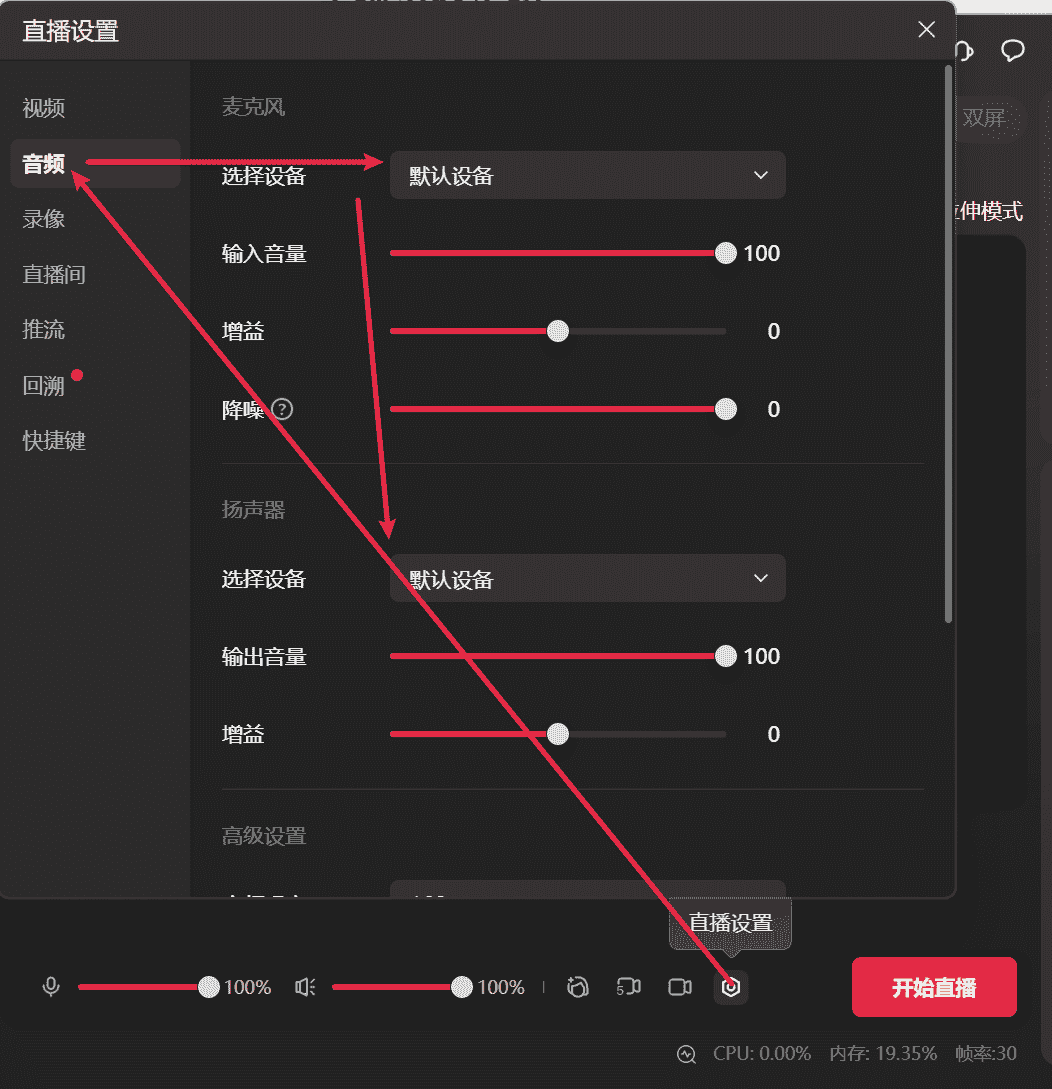 直播设置
视频
音频
录像
直播间
推流
回溯
快捷键
麦克风
选择设备 默认设备
输入音量 100
增益 0
降噪 ? 0
扬声器
选择设备 默认设备
输出音量 100
增益 0
高级设置
双屏
伸模式
直播设置
100% 100% 5 开始直播
CPU: 0.00% 内存: 19.35% 帧率:30